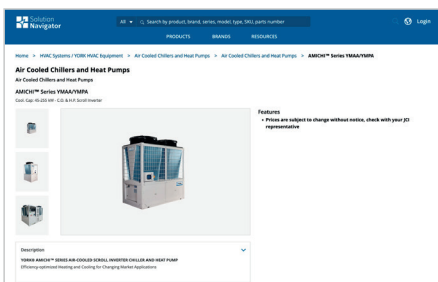 Solution
Navigator
All Search by product, brand, series, model, type, SKU, parts number
Login
PRODUCTS BRANDS RESOURCES
Home > HVAC Systems / YORK HVAC Equipment > Air Cooled Chillers and Heat Pumps > Air Cooled Chillers and Heat Pumps > AMICHI™ Series YMAA/YMPA
Air Cooled Chillers and Heat Pumps
Air Cooled Chillers and Heat Pumps
AMICHI™ Series YMAA/YMPA
Cool. Cap: 45-255 kW - C.O. & H.P. Scroll Inverter
Features
• Prices are subject to change without notice, check with your JCI
representative
Description
YORK® AMICHI™ SERIES AIR-COOLED SCROLL INVERTER CHILLER AND HEAT PUMP
Efficiency-optimized Heating and Cooling for Changing Market Applications